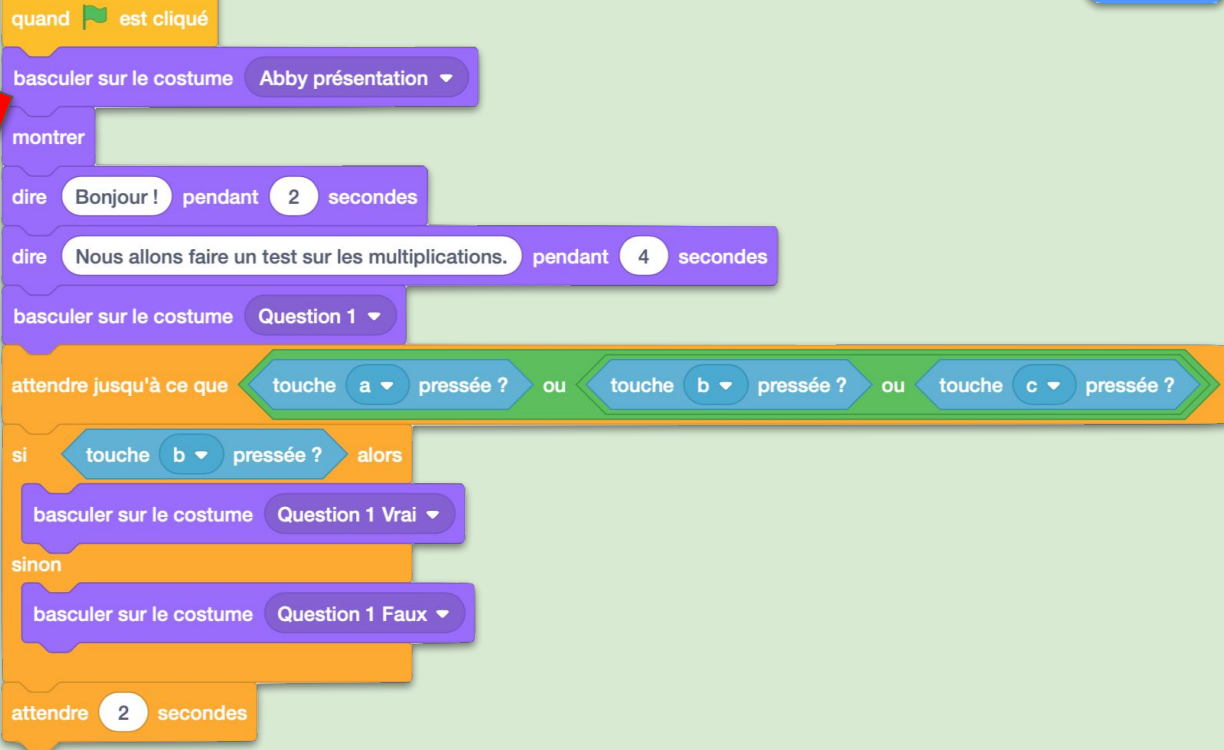 quand est cliqué
basculer sur le costume Abby présentation
montrer
dire Bonjour ! pendant 2 secondes
dire Nous allons faire un test sur les multiplications. pendant 4 secondes
basculer sur le costume Question 1
attendre jusqu'à ce que touche a pressée ? ou touche b pressée ? ou touche c pressée ?
si touche b pressée ? alors
basculer sur le costume Question 1 Vrai
sinon
basculer sur le costume Question 1 Faux
attendre 2 secondes